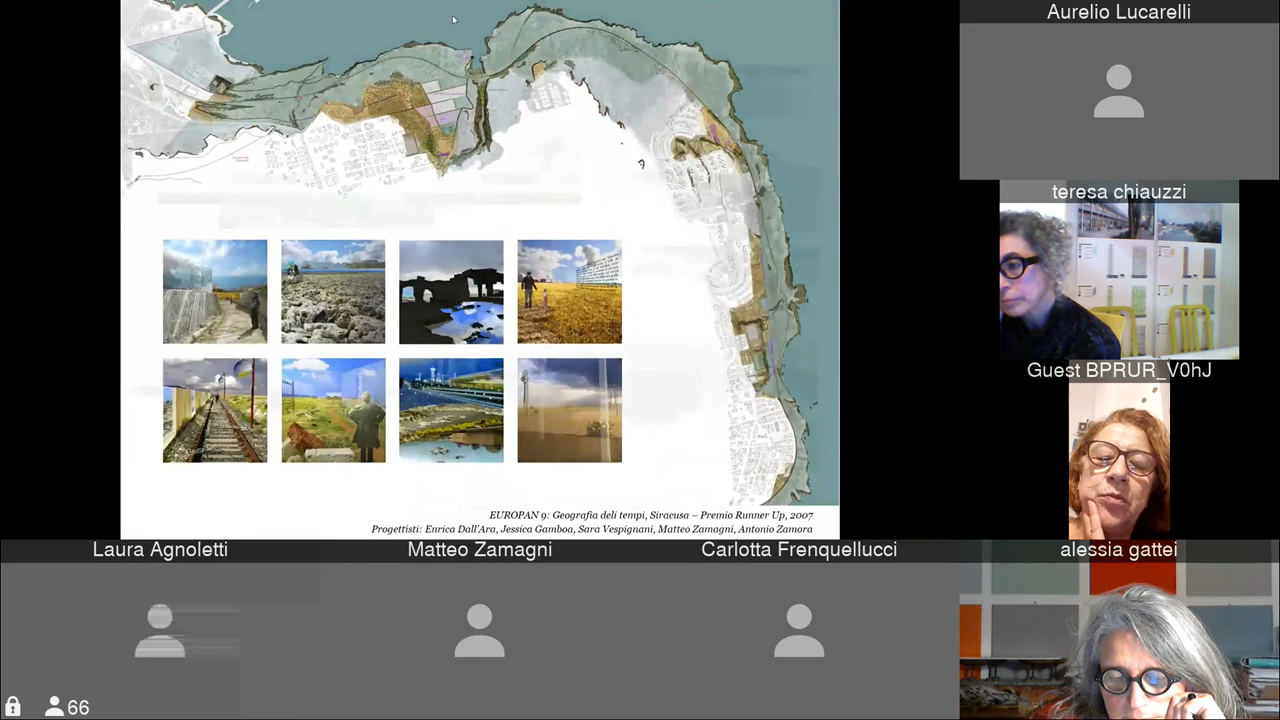 Aurelio Lucarelli
teresa chiauzzi
Guest BPRUR_V0hJ
EUROPAN 9: Geografia deli tempi, Siracusa – Premio Runner Up, 2007
Progettisti: Enrica Dall'Ara, Jessica Gamboa, Sara Vespignani, Matteo Zamagni, Antonio Zamora
Laura Agnoletti
Matteo Zamagni
Carlotta Frenquellucci
alessia gattei
66